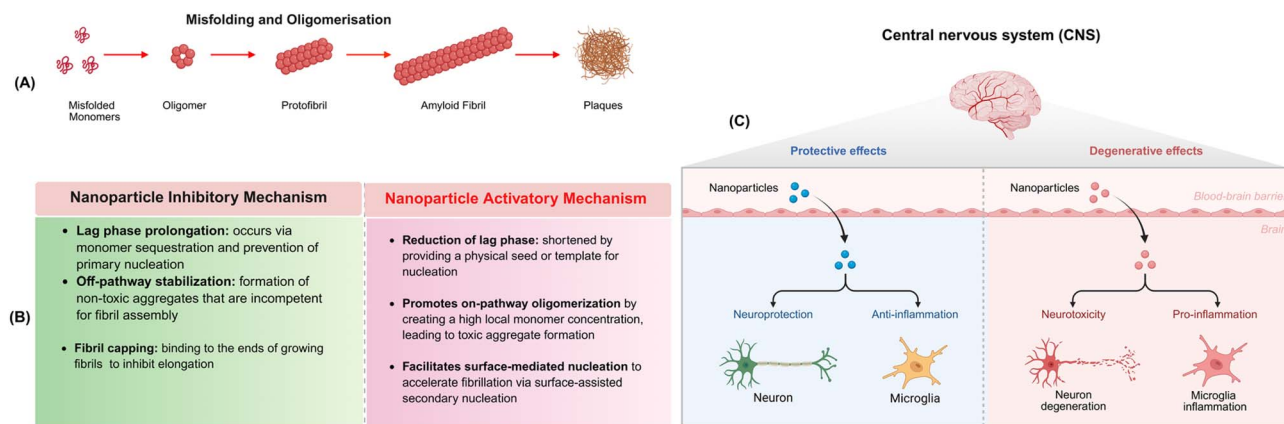 Misfolding and Oligomerisation
(A)
Misfolded
Monomers
Oligomer
Protofibril
Amyloid Fibril
Plaques
(B)
Nanoparticle Inhibitory Mechanism
• Lag phase prolongation: occurs via
monomer sequestration and prevention of
primary nucleation
• Off-pathway stabilization: formation of
non-toxic aggregates that are incompetent
for fibril assembly
• Fibril capping: binding to the ends of growing
fibrils to inhibit elongation
Nanoparticle Activatory Mechanism
• Reduction of lag phase: shortened by
providing a physical seed or template for
nucleation
• Promotes on-pathway oligomerization by
creating a high local monomer concentration,
leading to toxic aggregate formation
• Facilitates surface-mediated nucleation to
accelerate fibrillation via surface-assisted
secondary nucleation
Central nervous system (CNS)
(C)
Protective effects
Degenerative effects
Nanoparticles
Nanoparticles
Blood-brain barrier
Brain
Neuroprotection
Anti-inflammation
Neurotoxicity
Pro-inflammation
Neuron
Microglia
Neuron
degeneration
Microglia
inflammation